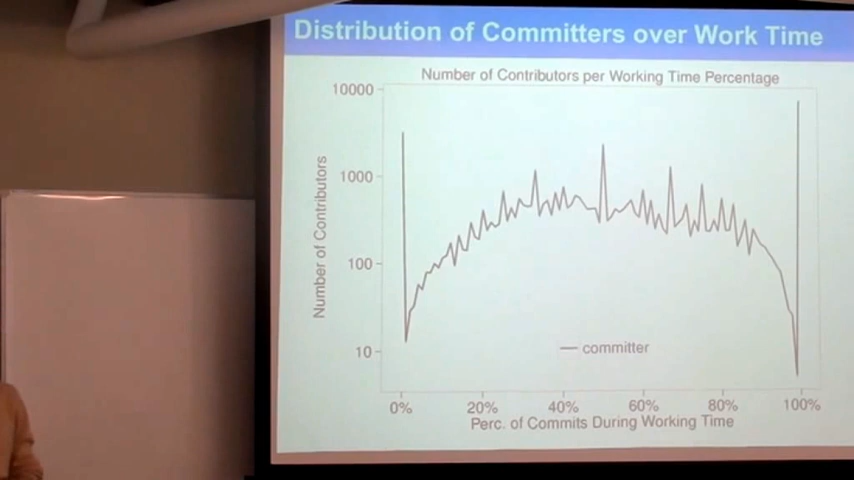 Distribution of Committers over Work Time
Number of Contributors per Working Time Percentage
10000
1000
100
10
Number of Contributors
committer
0% 20% 40% 60% 80% 100%
Perc. of Commits During Working Time